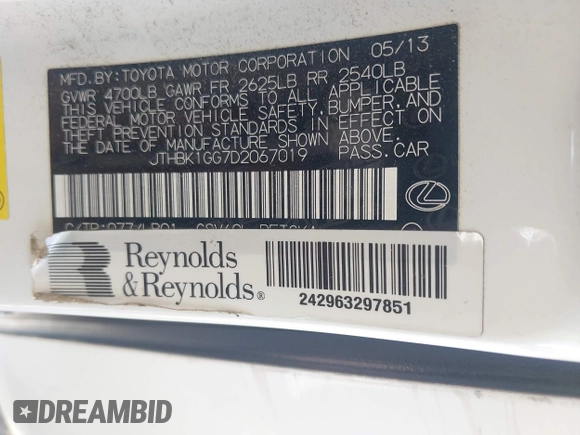 MFD.BY:TOYOTA MOTOR CORPORATION 05/13
GVWR 4700LB GAWR FR 2625LB RR 2540LB
THIS VEHICLE CONFORMS TO ALL APPLICABLE
FEDERAL MOTOR VEHICLE SAFETY, BUMPER, AND
THEFT PREVENTION STANDARDS IN EFFECT ON
THE DATE OF MANUFACTURE SHOWN ABOVE.
JTHBK1GG7D2067019 PASS.CAR
Reynolds
& Reynolds®
242963297851
DREAMBID